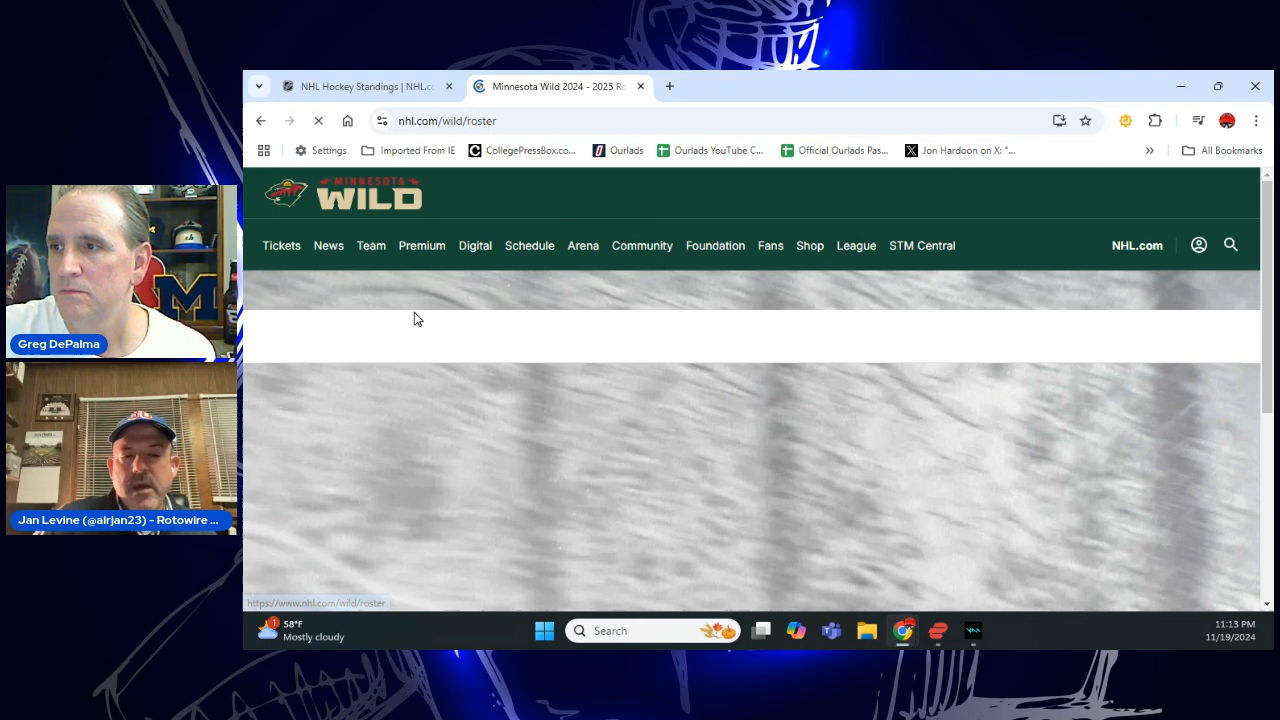 NHL Hockey Standings | NHL.co
Minnesota Wild 2024 - 2025 Ro
nhl.com/wild/roster
Settings
Imported From IE
CollegePressBox.co...
Ourlads
Ourlads YouTube C...
Official Ourlads Pas...
Jon Hardoon on X: "...
All Bookmarks
MINNESOTA
WILD
Tickets News Team Premium Digital Schedule Arena Community Foundation Fans Shop League STM Central NHL.com
Greg DePalma
Jan Levine (@airjan23) - Rotowire ...
https://www.nhl.com/wild/roster
1
58°F
Mostly cloudy
Search
11:13 PM
11/19/2024